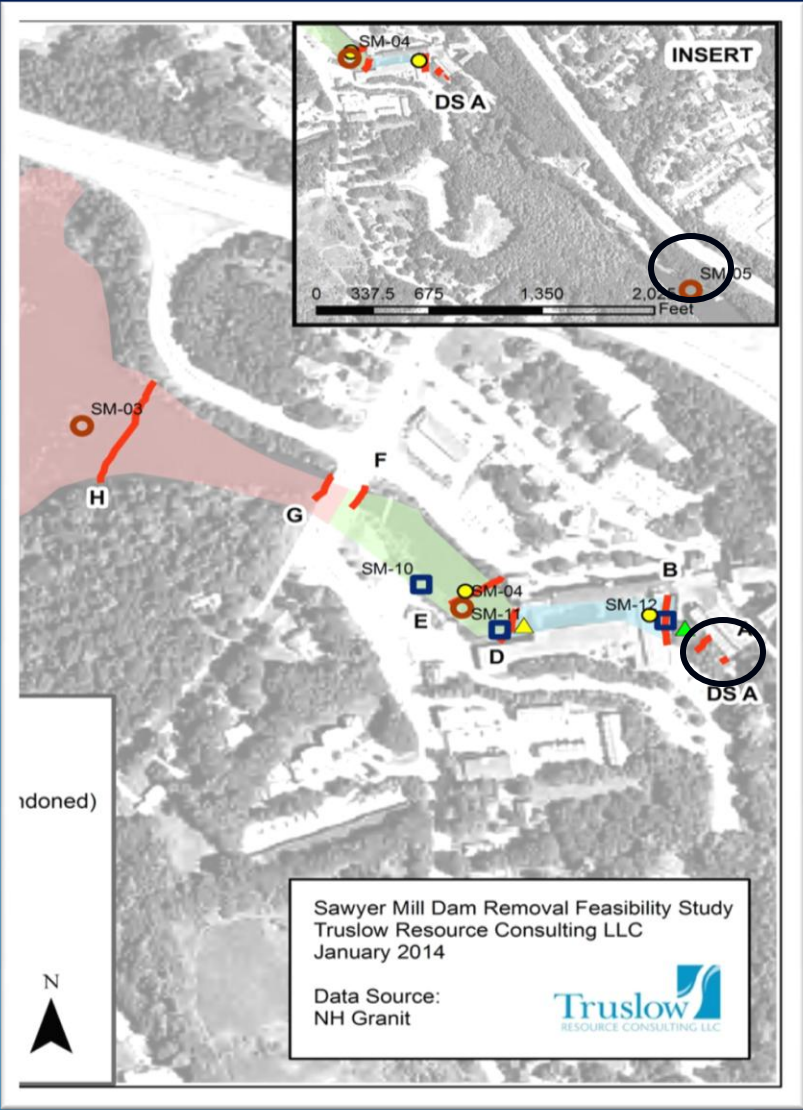 SM-04
INSERT
DS A
SM-05
0 337.5 675 1,350 2,025
Feet
SM-03
H
F
G
SM-10
SM-04
SM-11
E
D
B
SM-12
A
DS A
ndoned)
N
Sawyer Mill Dam Removal Feasibility Study
Truslow Resource Consulting LLC
January 2014
Data Source:
NH Granit
Truslow
RESOURCE CONSULTING LLC